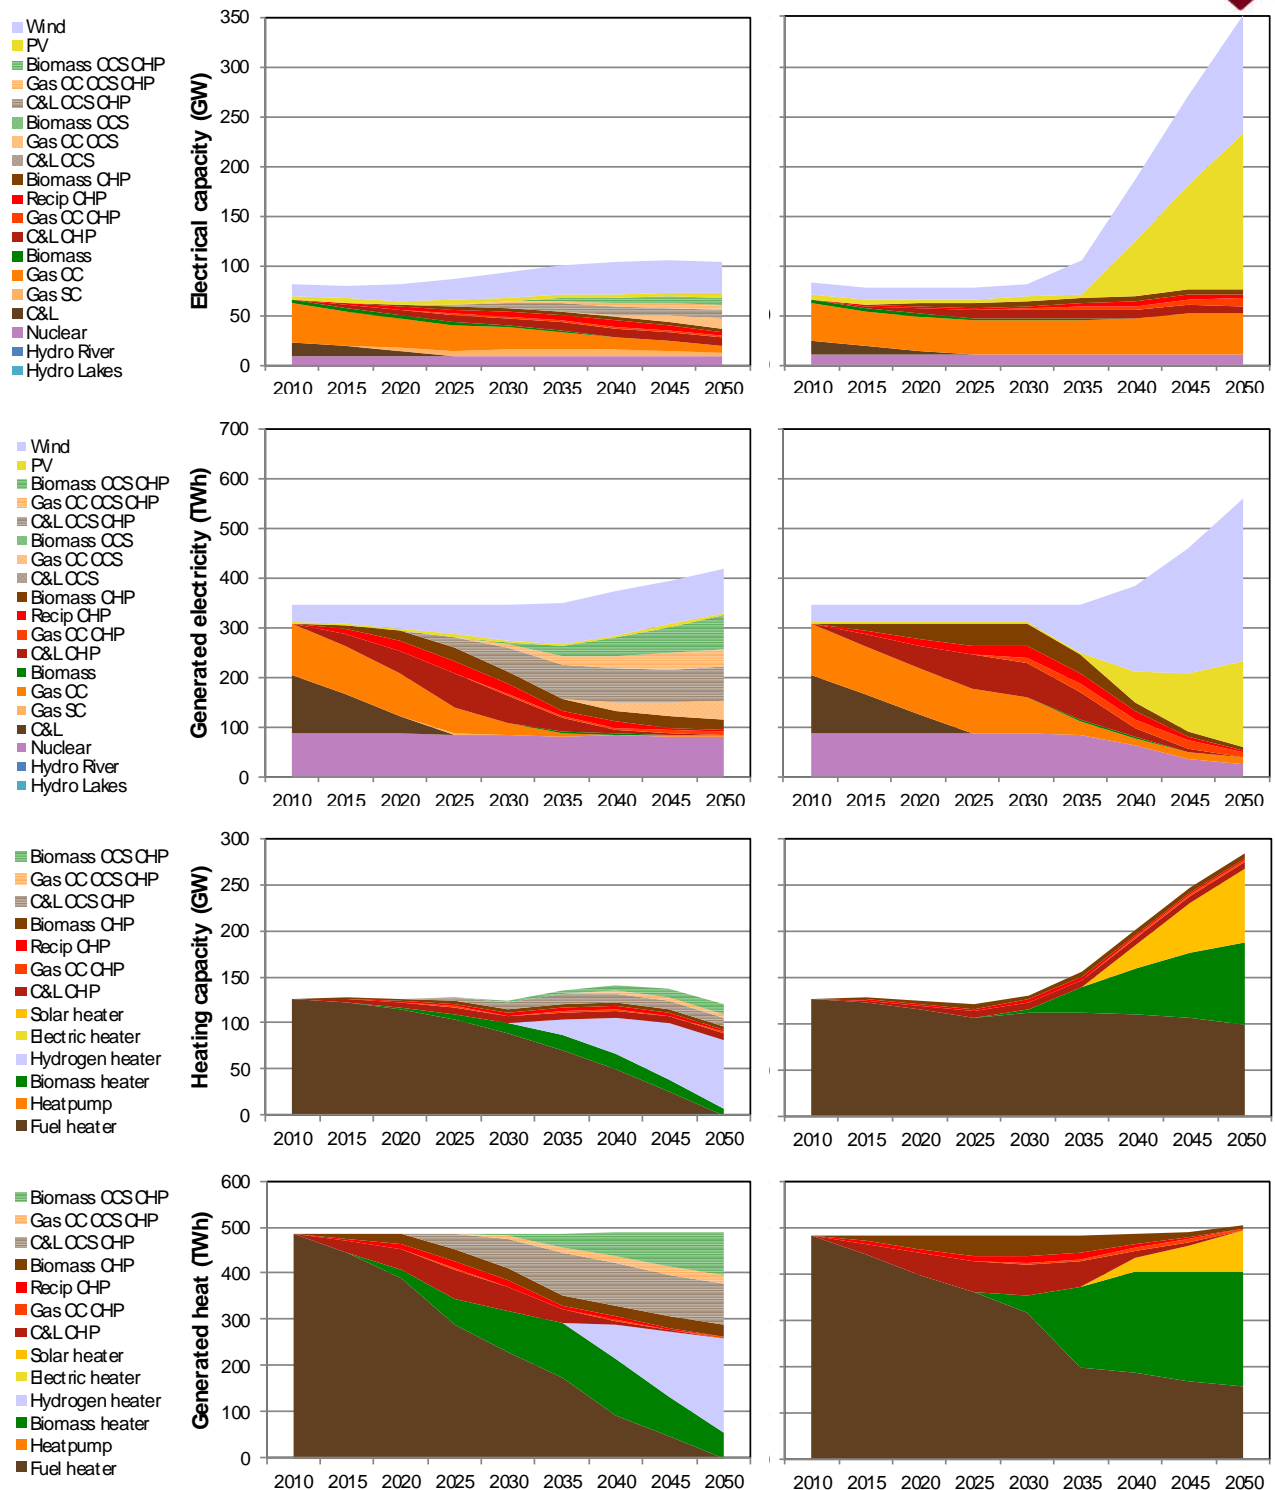 Wind
PV
Biomass CCS CHP
Gas CC CCS CHP
C&L CCS CHP
Biomass CCS
Gas CC CCS
C&L CCS
Biomass CHP
Recip CHP
Gas CC CHP
C&L CHP
Biomass
Gas CC
Gas SC
C&L
Nuclear
Hydro River
Hydro Lakes
Electrical capacity (GW)
350
300
250
200
150
100
50
0
2010 2015 2020 2025 2030 2035 2040 2045 2050
2010 2015 2020 2025 2030 2035 2040 2045 2050
Wind
PV
Biomass CCS CHP
Gas CC CCS CHP
C&L CCS CHP
Biomass CCS
Gas CC CCS
C&L CCS
Biomass CHP
Recip CHP
Gas CC CHP
C&L CHP
Biomass
Gas CC
Gas SC
C&L
Nuclear
Hydro River
Hydro Lakes
Generated electricity (TWh)
700
600
500
400
300
200
100
0
2010 2015 2020 2025 2030 2035 2040 2045 2050
2010 2015 2020 2025 2030 2035 2040 2045 2050
Biomass CCS CHP
Gas CC CCS CHP
C&L CCS CHP
Biomass CHP
Recip CHP
Gas CC CHP
C&L CHP
Solar heater
Electric heater
Hydrogen heater
Biomass heater
Heat pump
Fuel heater
Heating capacity (GW)
300
250
200
150
100
50
0
2010 2015 2020 2025 2030 2035 2040 2045 2050
2010 2015 2020 2025 2030 2035 2040 2045 2050
Biomass CCS CHP
Gas CC CCS CHP
C&L CCS CHP
Biomass CHP
Recip CHP
Gas CC CHP
C&L CHP
Solar heater
Electric heater
Hydrogen heater
Biomass heater
Heat pump
Fuel heater
Generated heat (TWh)
600
500
400
300
200
100
0
2010 2015 2020 2025 2030 2035 2040 2045 2050
2010 2015 2020 2025 2030 2035 2040 2045 2050